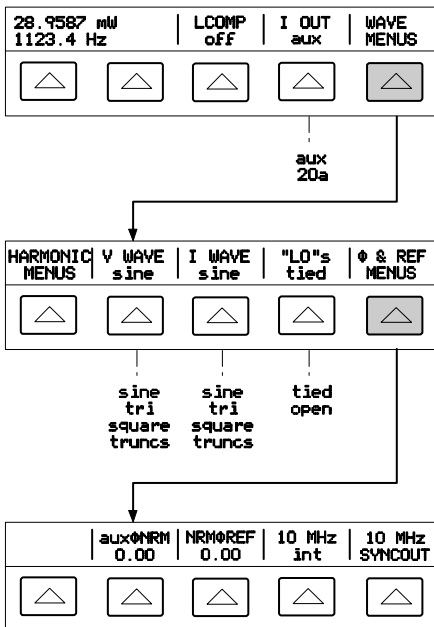 28.9587 mW | LCOMP | I OUT | WAVE
1123.4 Hz | off | aux | MENUS
aux
20a
HARMONIC | V WAVE | I WAVE | "LO"s | Φ & REF
MENUS | sine | sine | tied | MENUS
sine sine tied
tri tri open
square square
truncs truncs
auxΦNRM | NRMΦREF | 10 MHz | 10 MHz
0.00 | 0.00 | int | SYNCOUT